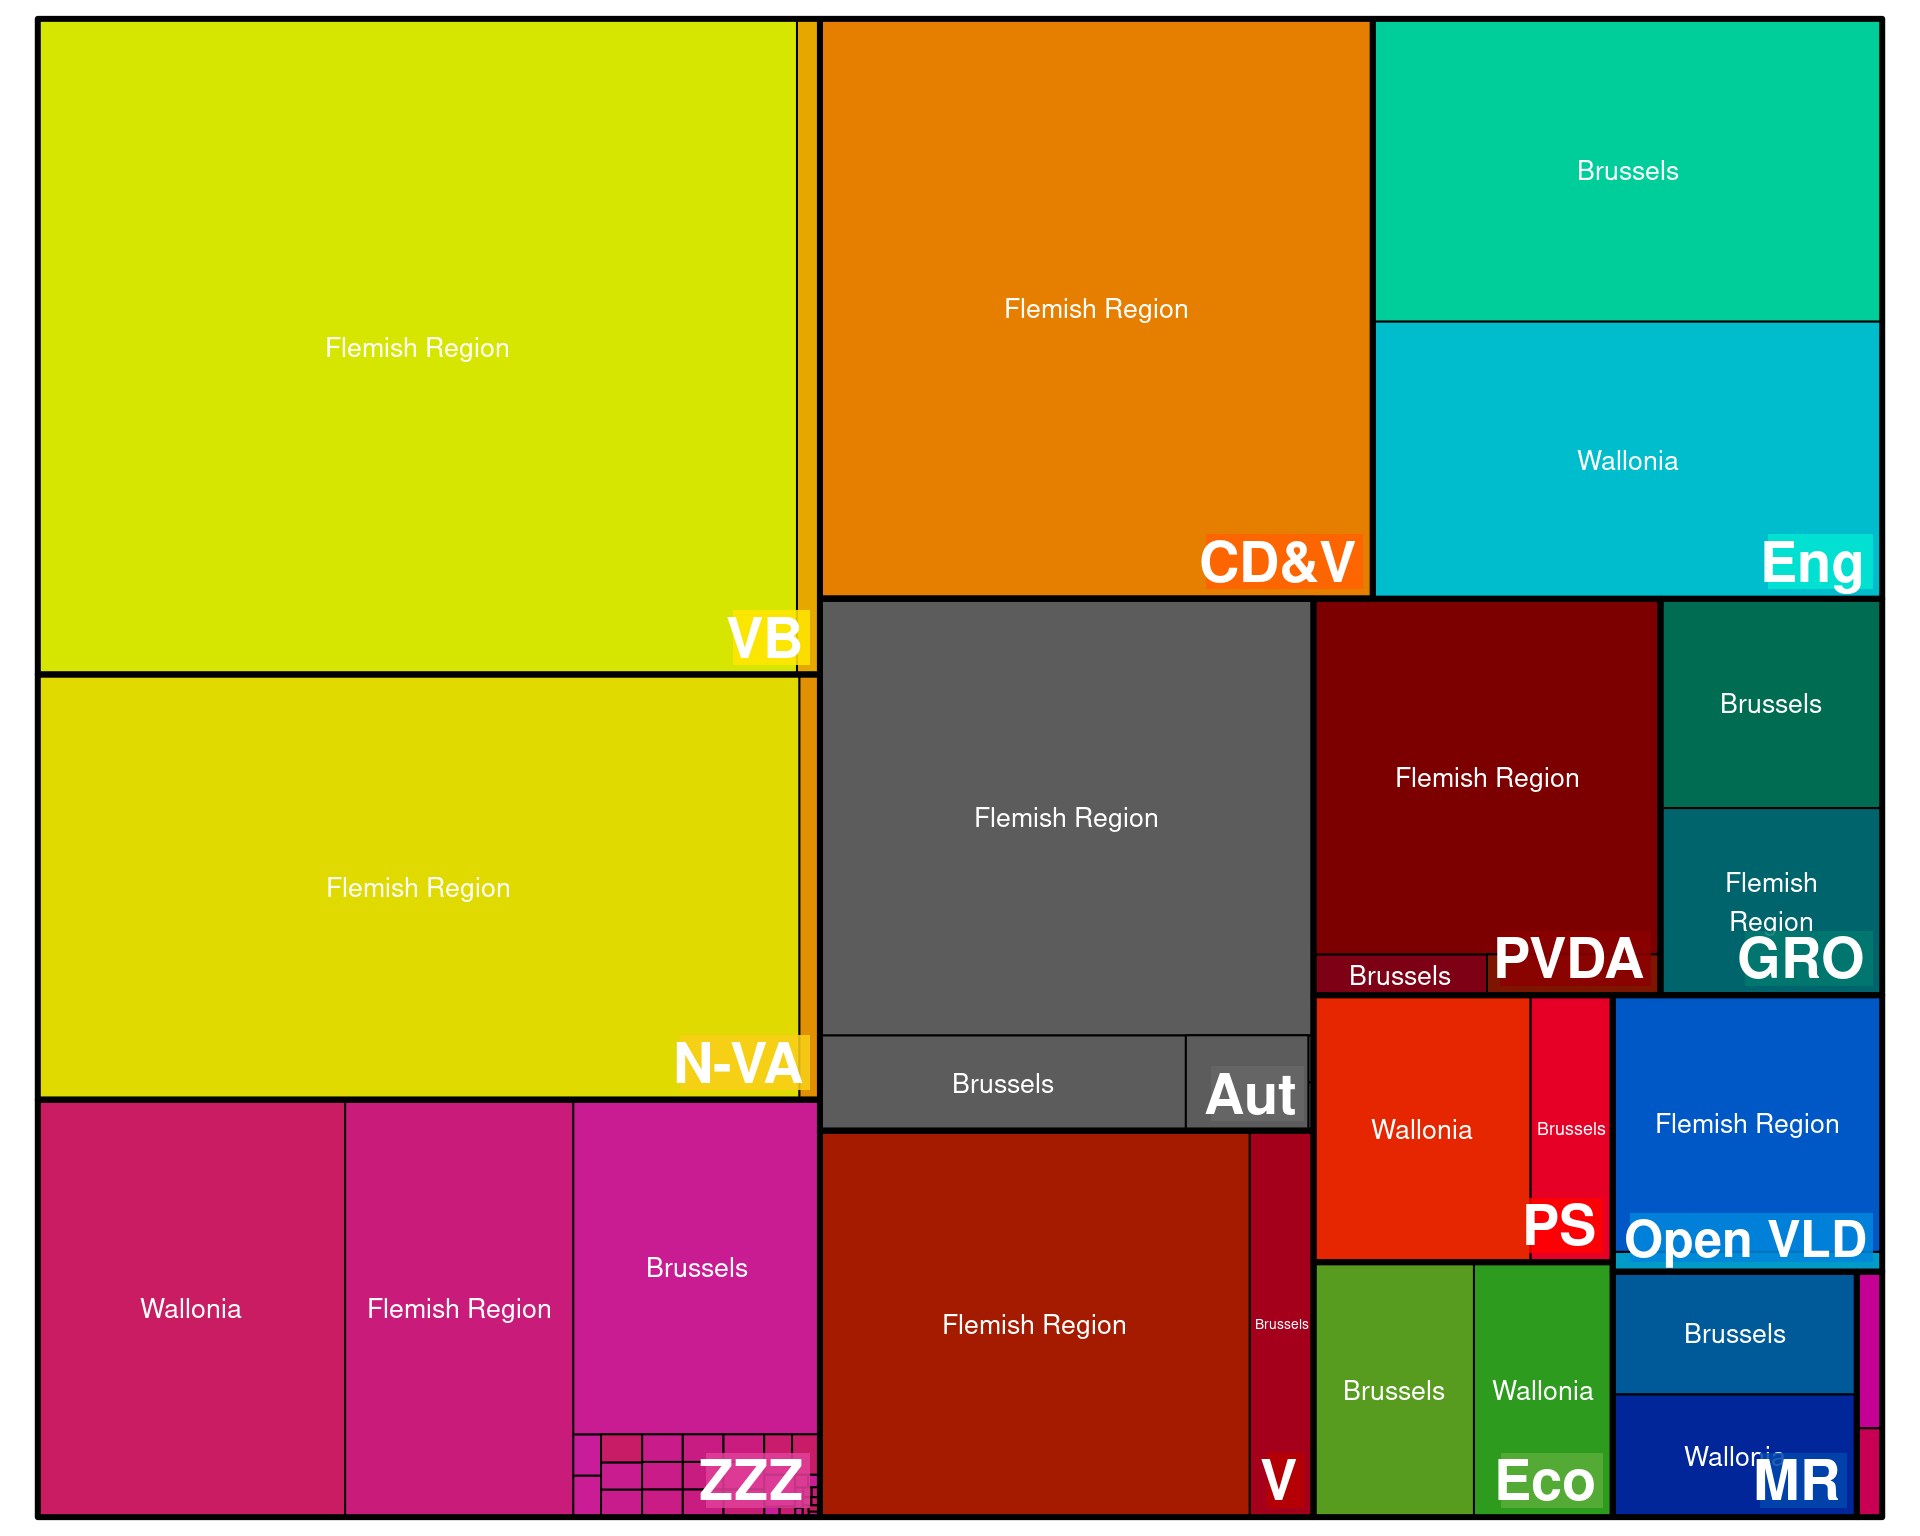 Flemish Region
VB
Flemish Region
CD&V
Brussels
Wallonia
Eng
Flemish Region
N-VA
Flemish Region
Brussels
Aut
Flemish Region
Brussels
PVDA
Brussels
Flemish
Region
GRO
Wallonia
Flemish Region
Brussels
ZZZ
Flemish Region
Brussels
V
Wallonia
Brussels
PS
Flemish Region
Open VLD
Brussels
Wallonia
Eco
Brussels
Wallonia
MR